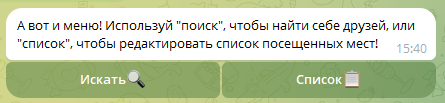 А вот и меню! Используй "поиск", чтобы найти себе друзей, или
"список", чтобы редактировать список посещенных мест!
15:40
Искать🔍
Список📋